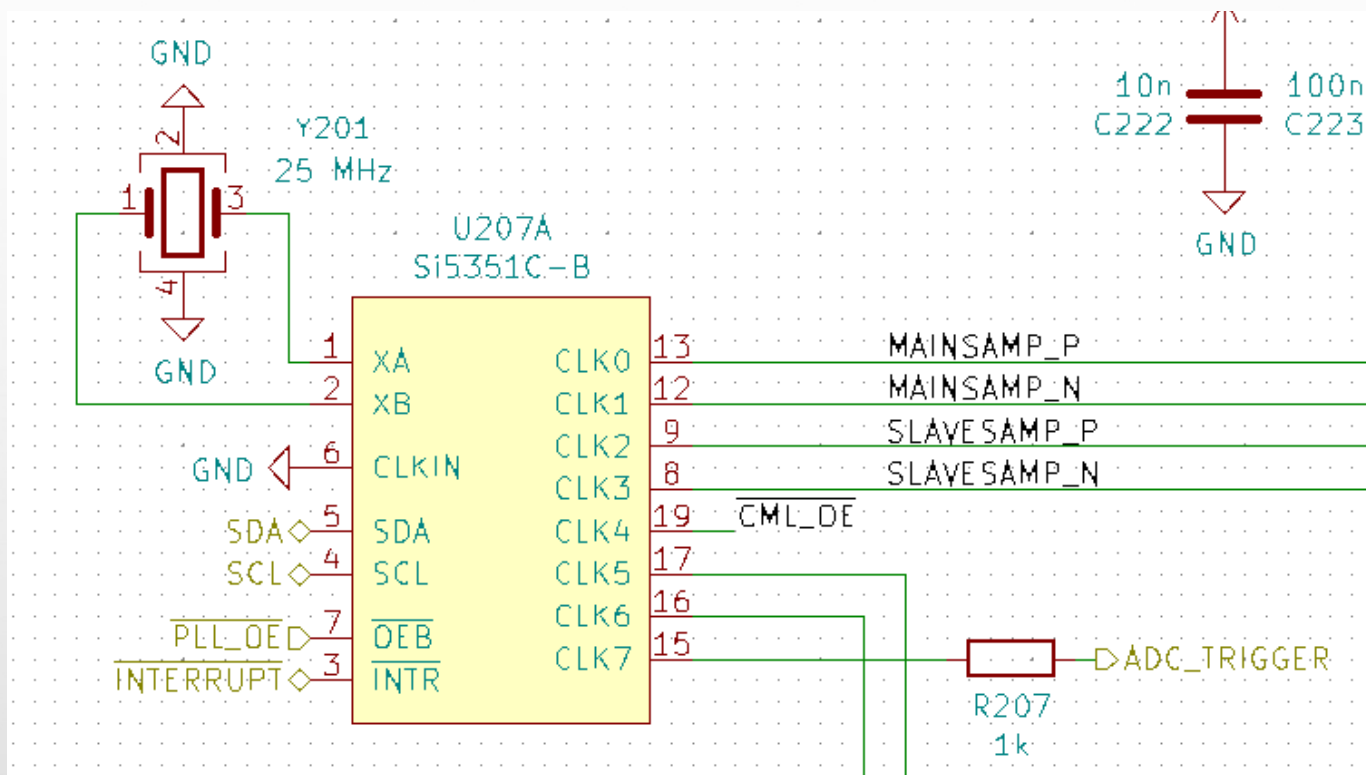 GND
2
Y201
25 MHz
1
3
4
GND
10n
C222
100n
C223
GND
U207A
Si5351C-B
1 XA
2 XB
6 CLKIN
GND
SDA 5 SDA
SCL 4 SCL
PLL_OE 7 OEB
INTERRUPT 3 INTR
CLK0 13 MAINSAMP_P
CLK1 12 MAINSAMP_N
CLK2 9 SLAVESAMP_P
CLK3 8 SLAVESAMP_N
CLK4 19 CML_OE
CLK5 17
CLK6 16
CLK7 15
ADC_TRIGGER
R207
1k